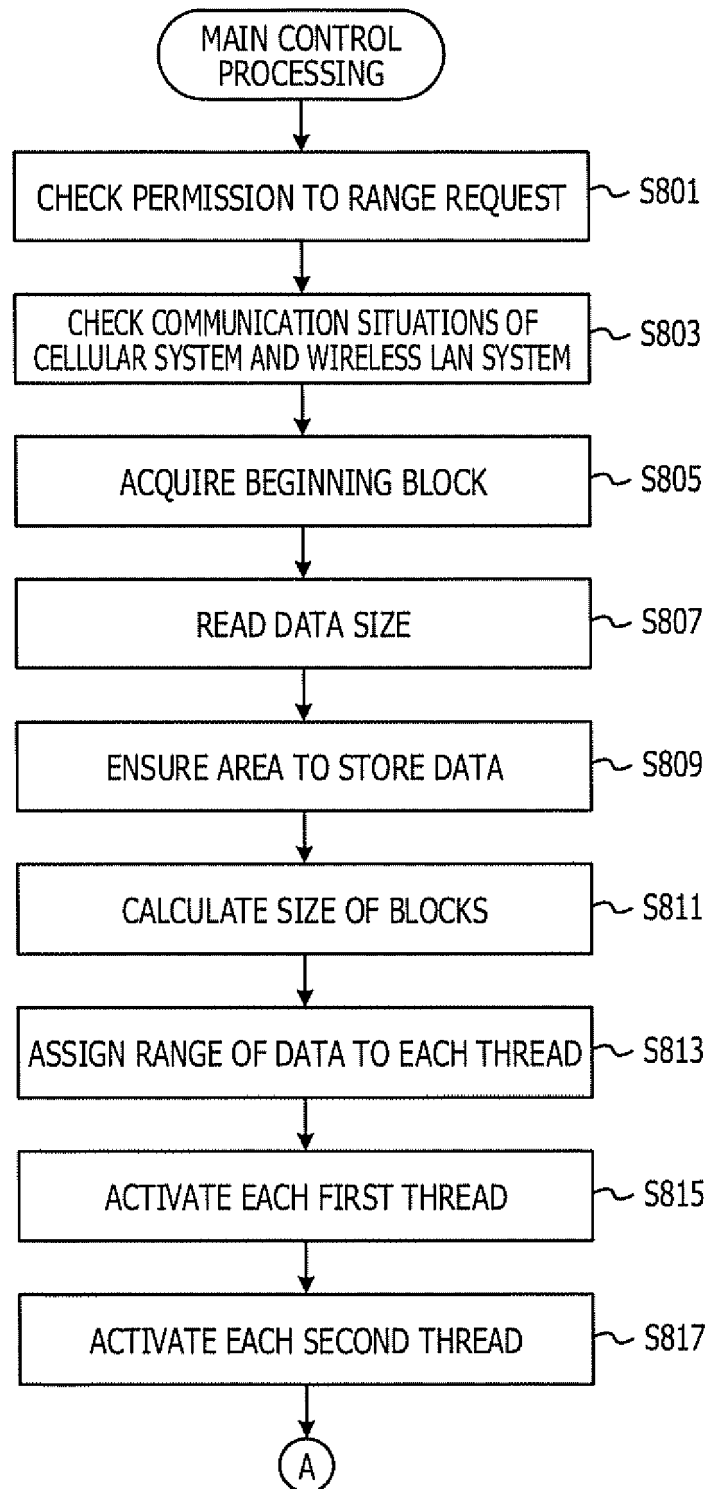 MAIN CONTROL
PROCESSING
CHECK PERMISSION TO RANGE REQUEST
S801
CHECK COMMUNICATION SITUATIONS OF
CELLULAR SYSTEM AND WIRELESS LAN SYSTEM
S803
ACQUIRE BEGINNING BLOCK
S805
READ DATA SIZE
S807
ENSURE AREA TO STORE DATA
S809
CALCULATE SIZE OF BLOCKS
S811
ASSIGN RANGE OF DATA TO EACH THREAD
S813
ACTIVATE EACH FIRST THREAD
S815
ACTIVATE EACH SECOND THREAD
S817
A